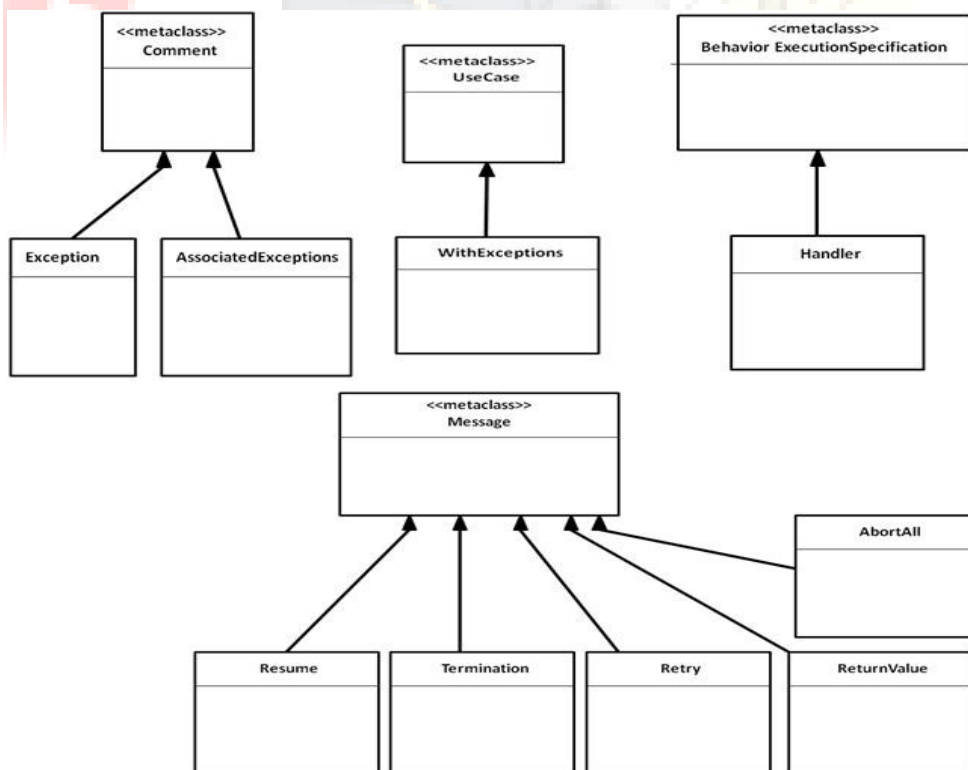 <<metaclass>>
Comment
<<metaclass>>
UseCase
<<metaclass>>
Behavior ExecutionSpecification
Exception
AssociatedExceptions
WithExceptions
Handler
<<metaclass>>
Message
AbortAll
Resume
Termination
Retry
ReturnValue